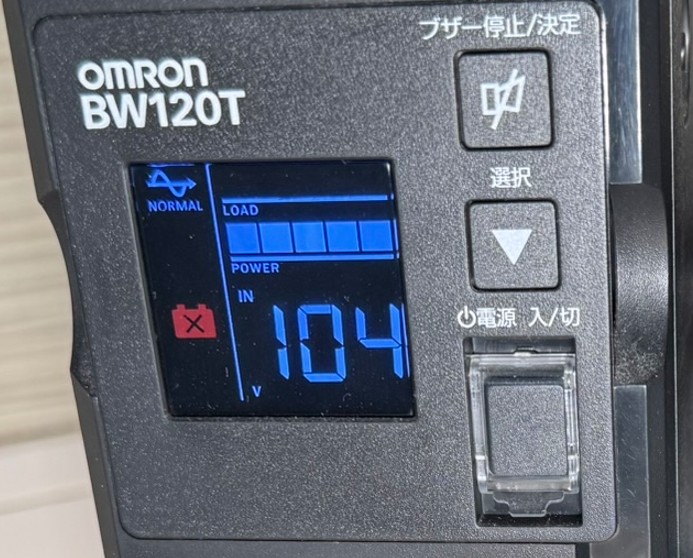 ブザー停止/決定
OMRON
BW120T
選択
NORMAL
LOAD
POWER
IN
104
V
電源 入/切